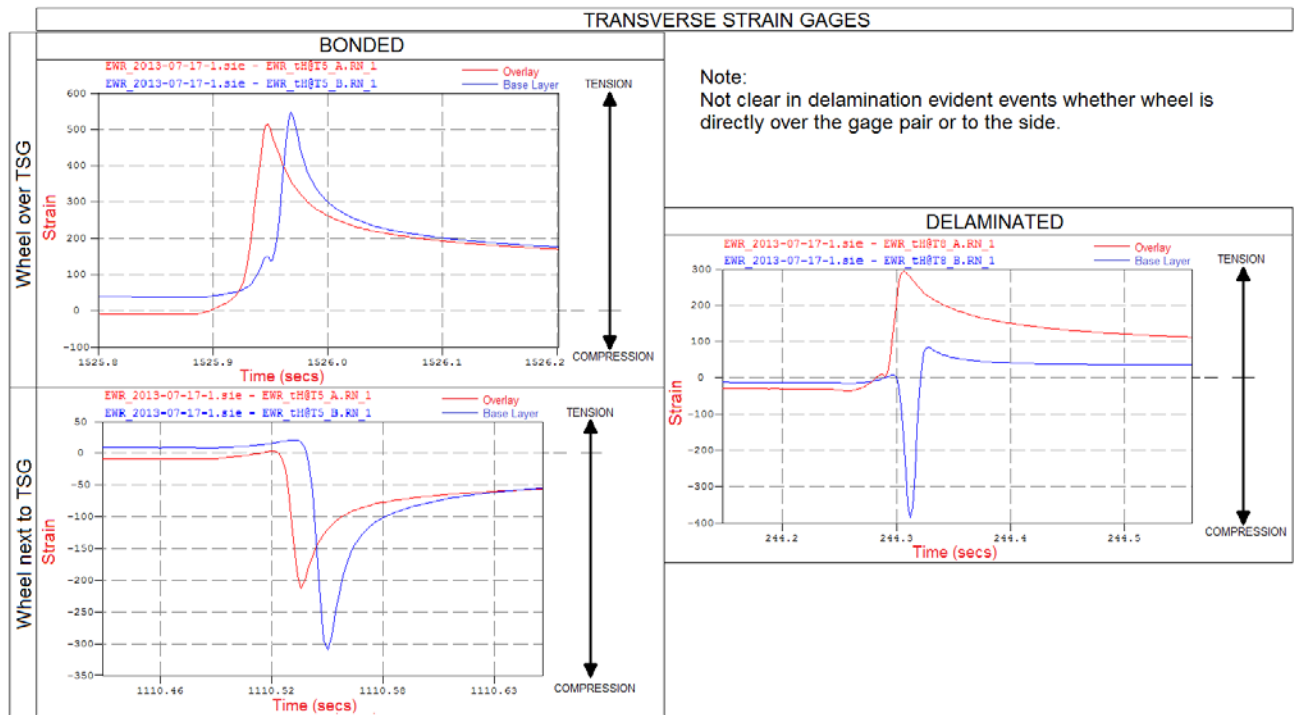 TRANSVERSE STRAIN GAGES
BONDED
Wheel over TSG
EWR_2013-07-17-1.sie - EWR_tH@T5_A.RN_1
EWR_2013-07-17-1.sie - EWR_tH@T5_B.RN_1
Overlay
Base Layer
TENSION
600
500
400
300
200
100
0
-100
Strain
1525.8 1525.9 1526.0 1526.1 1526.2
Time (secs)
COMPRESSION
Note:
Not clear in delamination evident events whether wheel is
directly over the gage pair or to the side.
DELAMINATED
EWR_2013-07-17-1.sie - EWR_tH@T8_A.RN_1
EWR_2013-07-17-1.sie - EWR_tH@T8_B.RN_1
Overlay
Base Layer
TENSION
300
200
100
0
-100
-200
-300
-400
Strain
244.2 244.3 244.4 244.5
Time (secs)
COMPRESSION
Wheel next to TSG
EWR_2013-07-17-1.sie - EWR_tH@T5_A.RN_1
EWR_2013-07-17-1.sie - EWR_tH@T5_B.RN_1
Overlay
Base Layer
TENSION
50
0
-50
-100
-150
-200
-250
-300
-350
Strain
1110.46 1110.52 1110.58 1110.63
Time (secs)
COMPRESSION